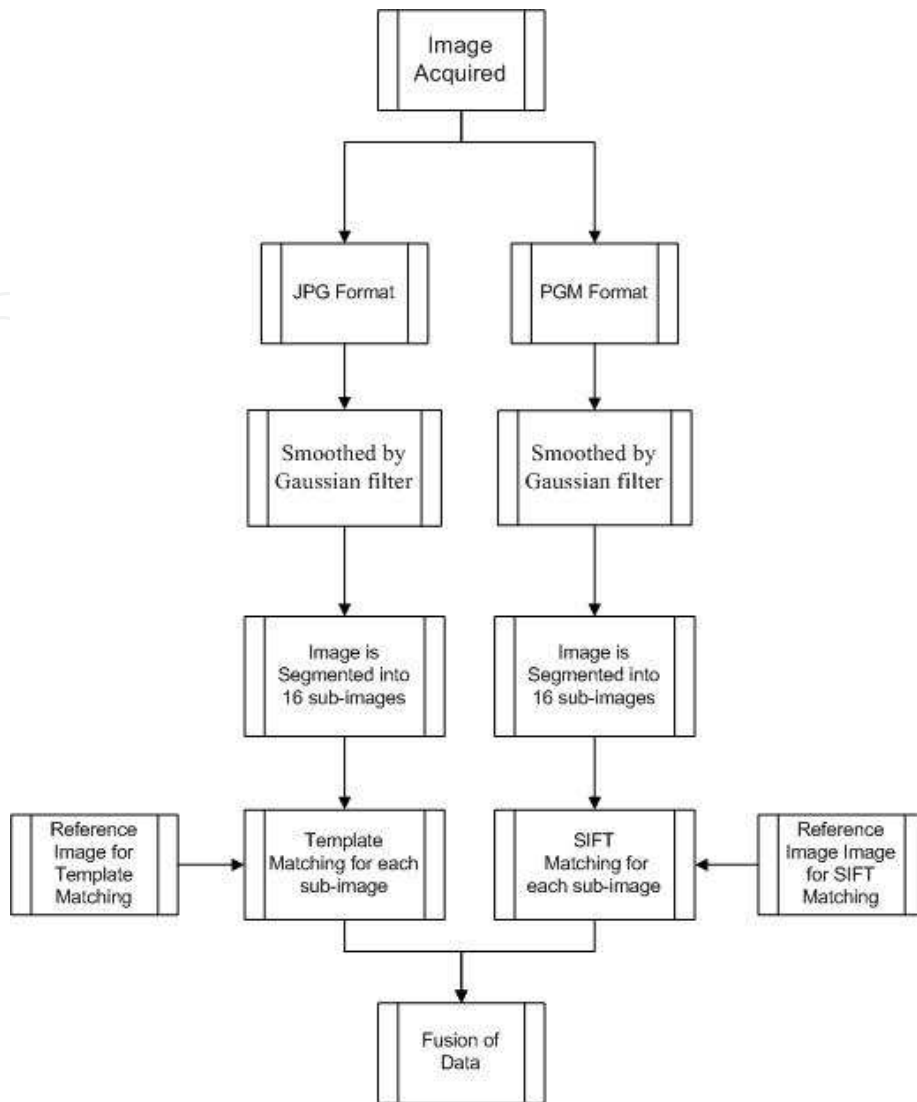 Image
Acquired
JPG Format
PGM Format
Smoothed by
Gaussian filter
Smoothed by
Gaussian filter
Image is
Segmented into
16 sub-images
Image is
Segmented into
16 sub-images
Reference
Image for
Template
Matching
Template
Matching for each
sub-image
SIFT
Matching for
each sub-image
Reference
Image Image
for SIFT
Matching
Fusion of
Data